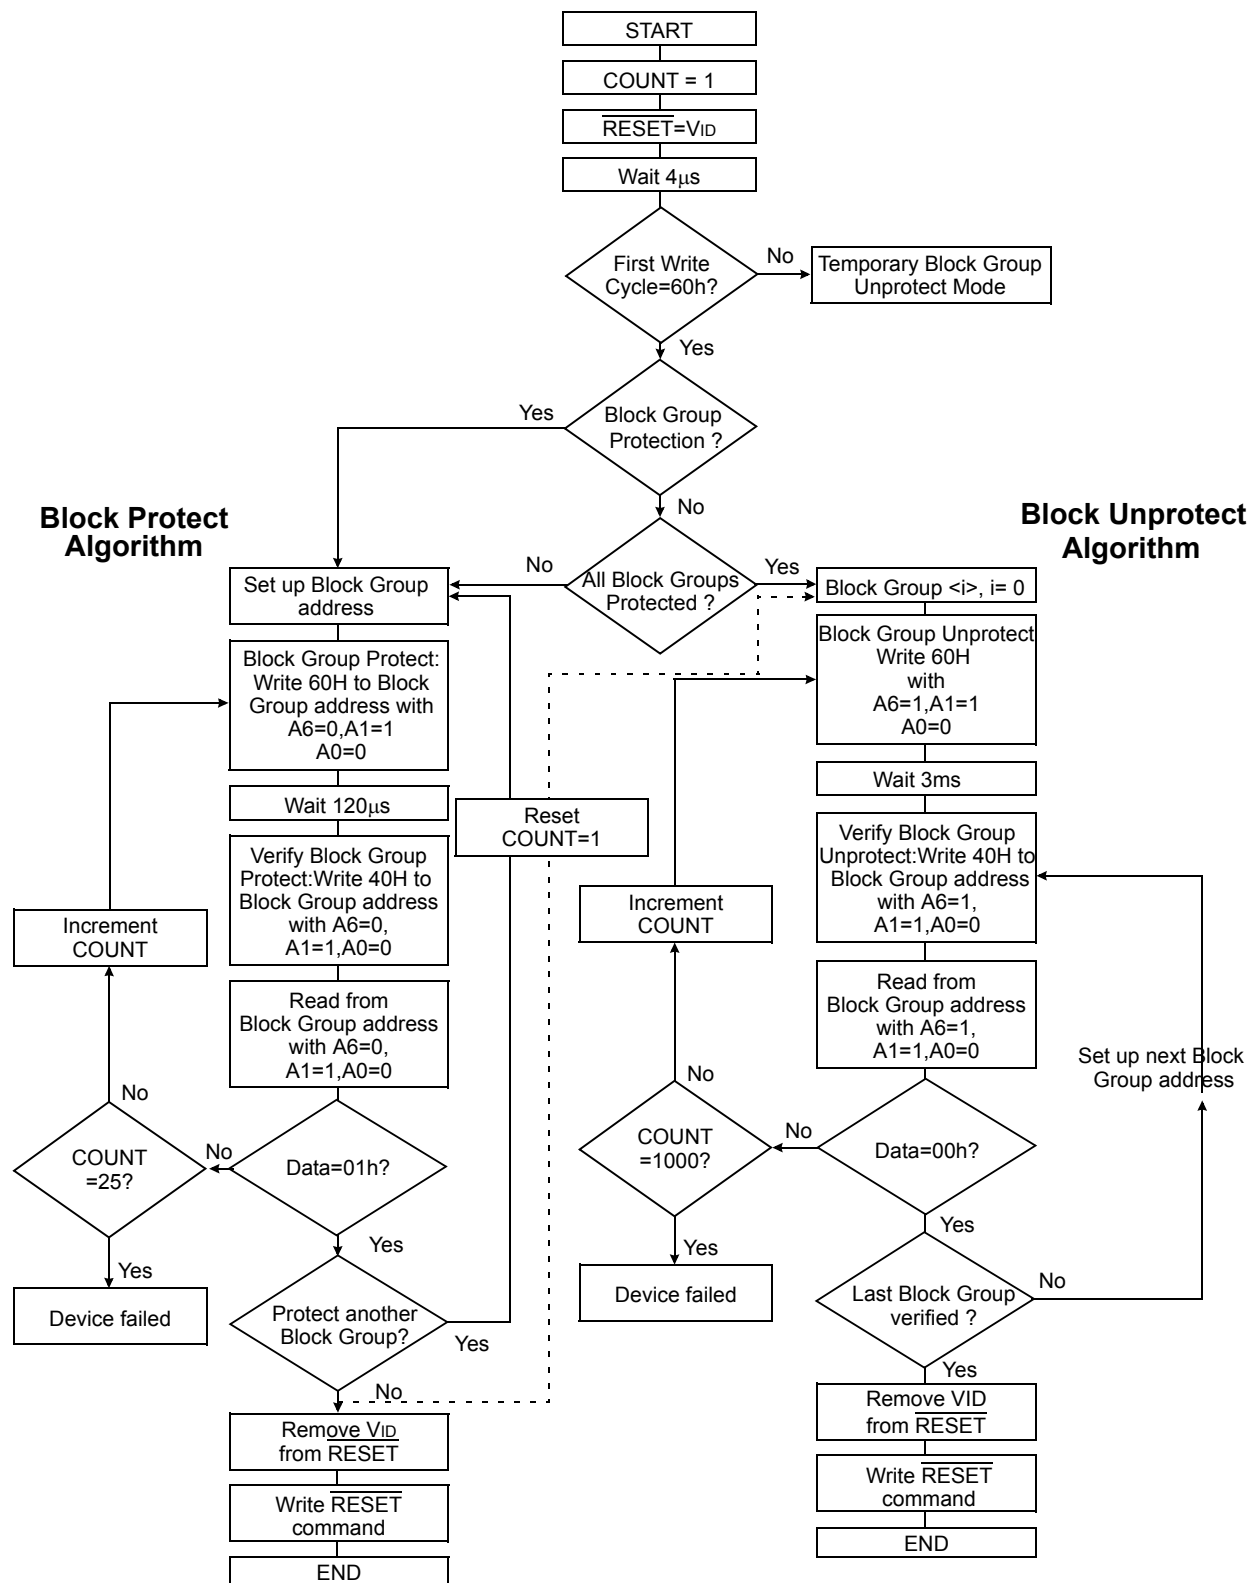 START
COUNT = 1
RESET=VID
Wait 4μs
First Write
Cycle=60h?
No
Temporary Block Group
Unprotect Mode
Yes
Block Group
Protection ?
Yes
No
Block Protect
Algorithm
Block Unprotect
Algorithm
All Block Groups
Protected ?
No
Yes
Set up Block Group
address
Block Group Protect:
Write 60H to Block
Group address with
A6=0,A1=1
A0=0
Wait 120μs
Reset
COUNT=1
Verify Block Group
Protect:Write 40H to
Block Group address
with A6=0,
A1=1,A0=0
Increment
COUNT
Read from
Block Group address
with A6=0,
A1=1,A0=0
No
COUNT
=25?
No
Data=01h?
Yes
Yes
Device failed
Protect another
Block Group?
Yes
No
Remove VID
from RESET
Write RESET
command
END
Block Group <i>, i= 0
Block Group Unprotect
Write 60H
with
A6=1,A1=1
A0=0
Wait 3ms
Verify Block Group
Unprotect:Write 40H to
Block Group address
with A6=1,
A1=1,A0=0
Increment
COUNT
Read from
Block Group address
with A6=1,
A1=1,A0=0
Set up next Block
Group address
No
COUNT
=1000?
No
Data=00h?
Yes
Yes
Device failed
Last Block Group
verified ?
No
Yes
Remove VID
from RESET
Write RESET
command
END